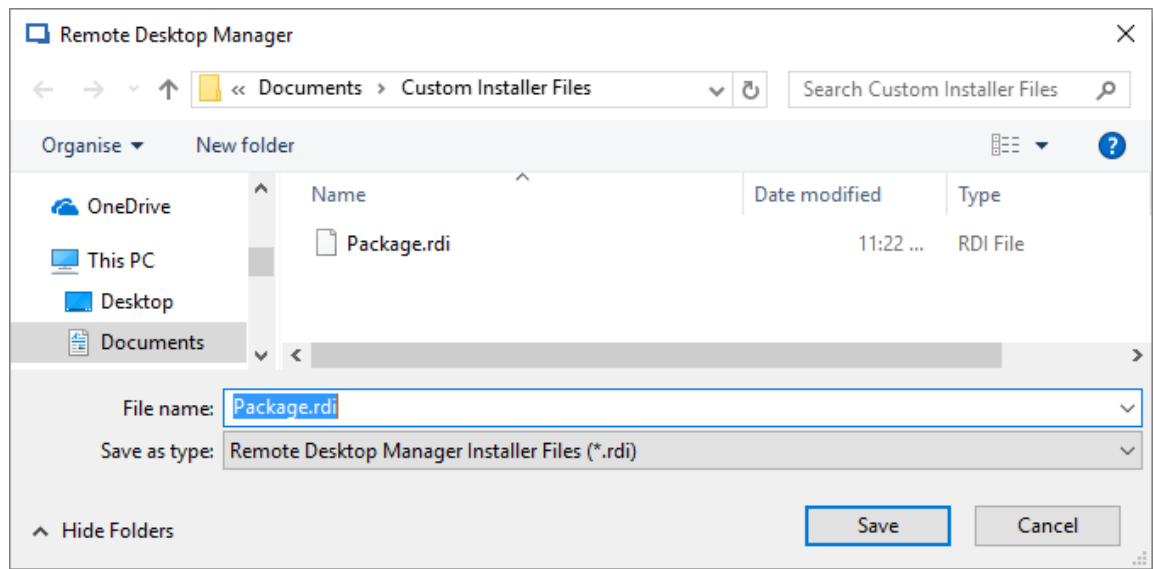 Remote Desktop Manager
« Documents > Custom Installer Files
Search Custom Installer Files
Organise
New folder
?
Name
Date modified
Type
OneDrive
This PC
Desktop
Documents
Package.rdi
11:22 ...
RDI File
File name: Package.rdi
Save as type: Remote Desktop Manager Installer Files (*.rdi)
Hide Folders
Save
Cancel